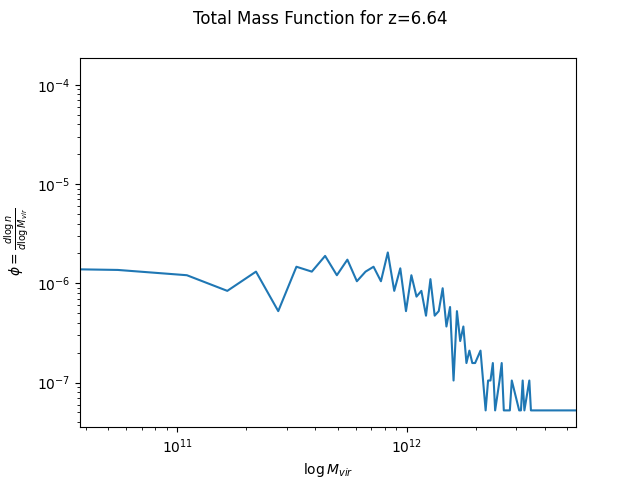 Total Mass Function for z=6.64
10⁻⁴
10⁻⁵
10⁻⁶
10⁻⁷
ϕ = d log n / d log M_vir
10¹¹ 10¹²
log M_vir